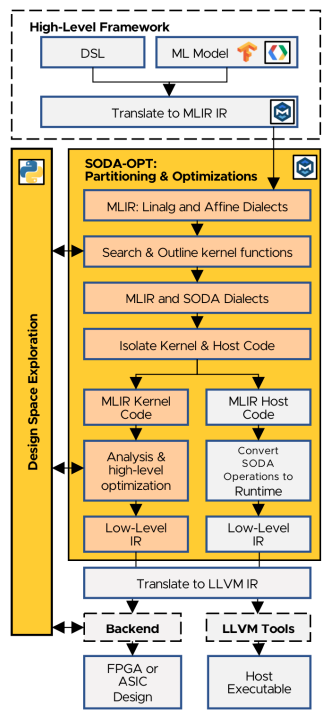 High-Level Framework
DSL
ML Model
Translate to MLIR IR
Design Space Exploration
SODA-OPT:
Partitioning & Optimizations
MLIR: Linalg and Affine Dialects
Search & Outline kernel functions
MLIR and SODA Dialects
Isolate Kernel & Host Code
MLIR Kernel
Code
MLIR Host
Code
Analysis &
high-level
optimization
Convert
SODA
Operations to
Runtime
Low-Level
IR
Low-Level
IR
Translate to LLVM IR
Backend
LLVM Tools
FPGA or
ASIC
Design
Host
Executable